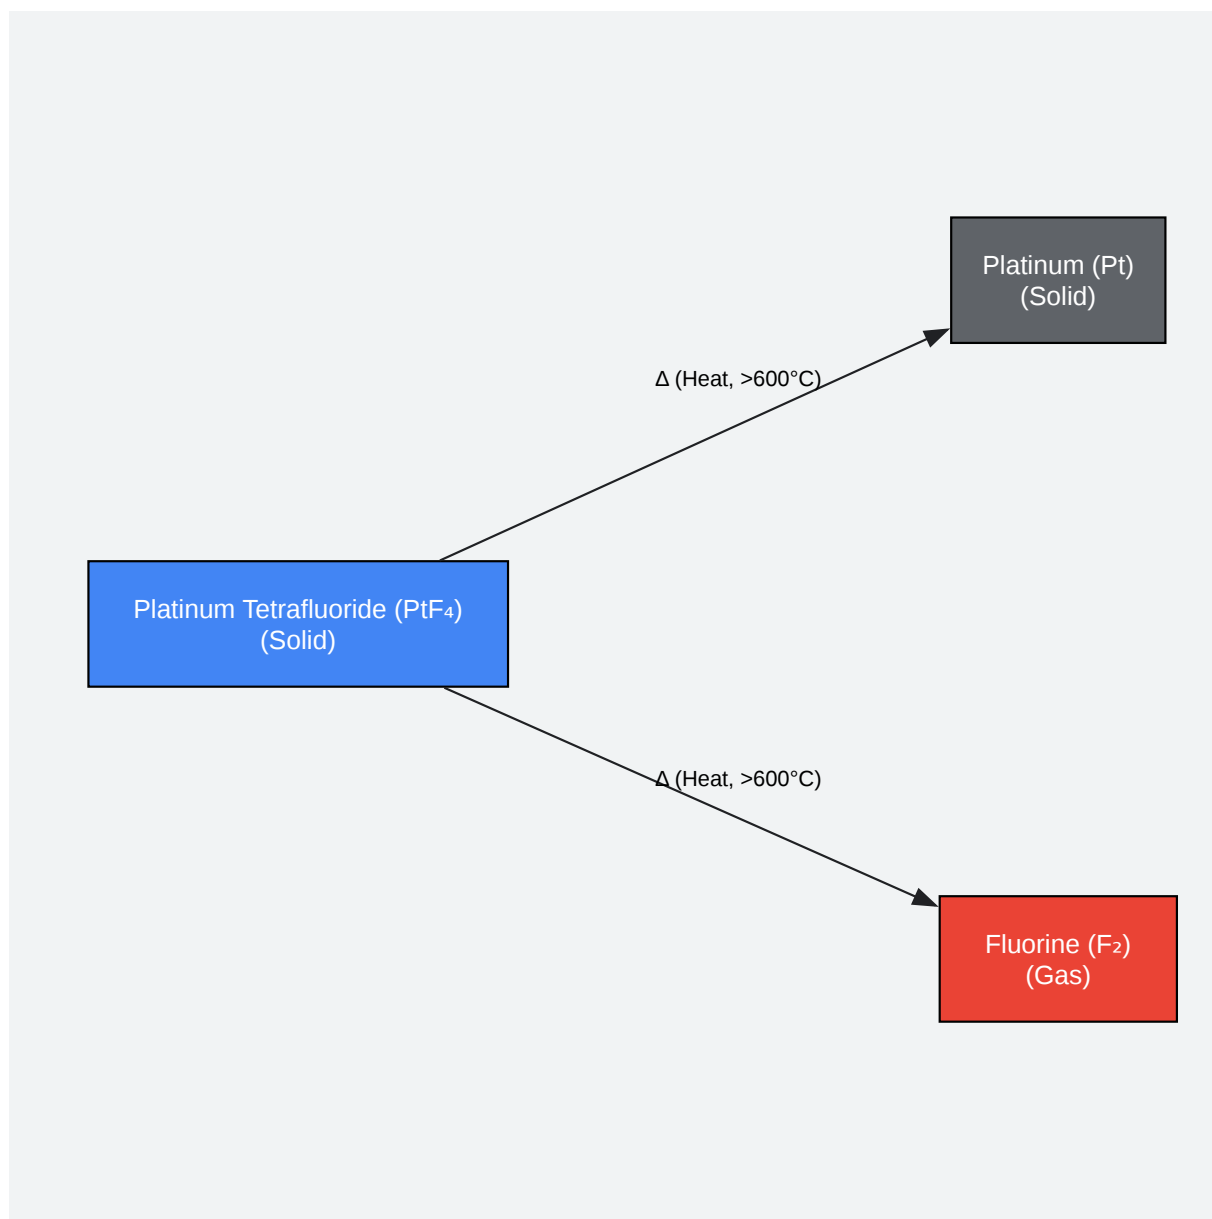 Platinum (Pt)
(Solid)
Δ (Heat, >600°C)
Platinum Tetrafluoride (PtF₄)
(Solid)
Δ (Heat, >600°C)
Fluorine (F₂)
(Gas)